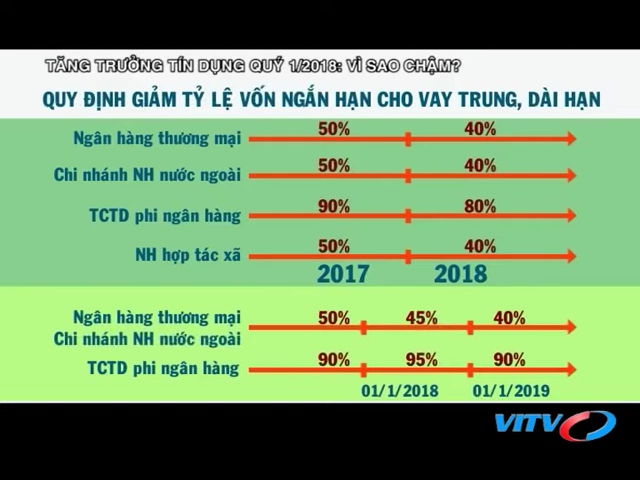 TĂNG TRƯỞNG TÍN DỤNG QUÝ 1/2018: VÌ SAO CHẬM?
QUY ĐỊNH GIẢM TỶ LỆ VỐN NGẮN HẠN CHO VAY TRUNG, DÀI HẠN
Ngân hàng thương mại 50% 40%
Chi nhánh NH nước ngoài 50% 40%
TCTD phi ngân hàng 90% 80%
NH hợp tác xã 50% 40%
2017 2018
Ngân hàng thương mại 50% 45% 40%
Chi nhánh NH nước ngoài
TCTD phi ngân hàng 90% 95% 90%
01/1/2018 01/1/2019
VITV